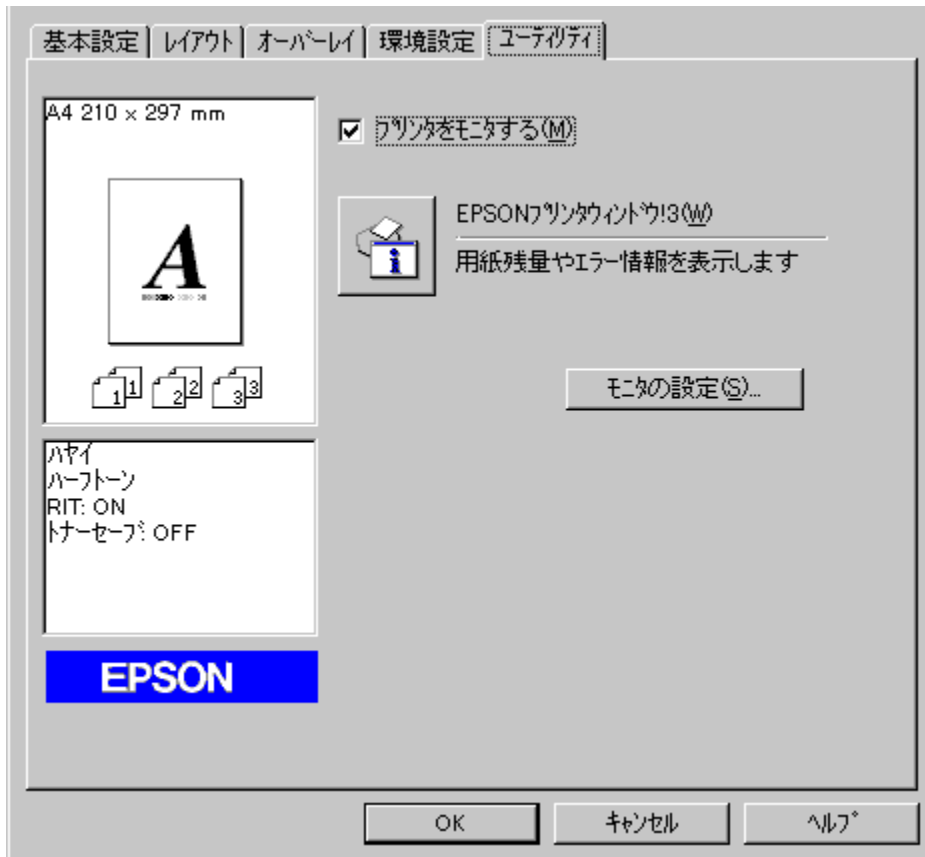 基本設定 レイアウト オーバーレイ 環境設定 ユーティリティ
A4 210 × 297 mm
A
1 1 2 2 3 3
プリンタをモニタする(M)
EPSONプリンタウィンドウ!3(W)
用紙残量やエラー情報を表示します
モニタの設定(S)...
ハヤイ
ハーフトーン
RIT: ON
トナーセーブ: OFF
EPSON
OK キャンセル ヘルプ